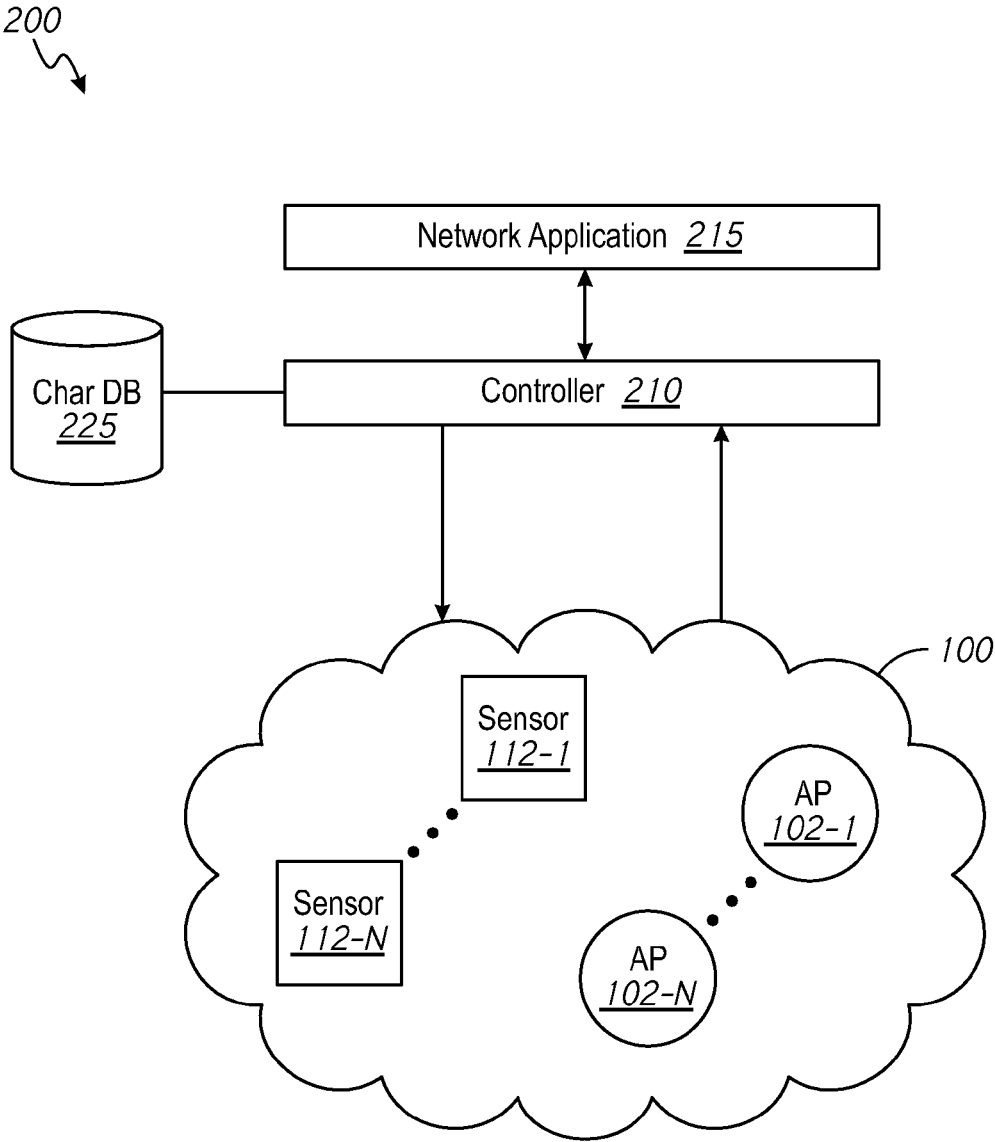 200
Network Application 215
Char DB
225
Controller 210
100
Sensor
112-1
AP
102-1
Sensor
112-N
AP
102-N